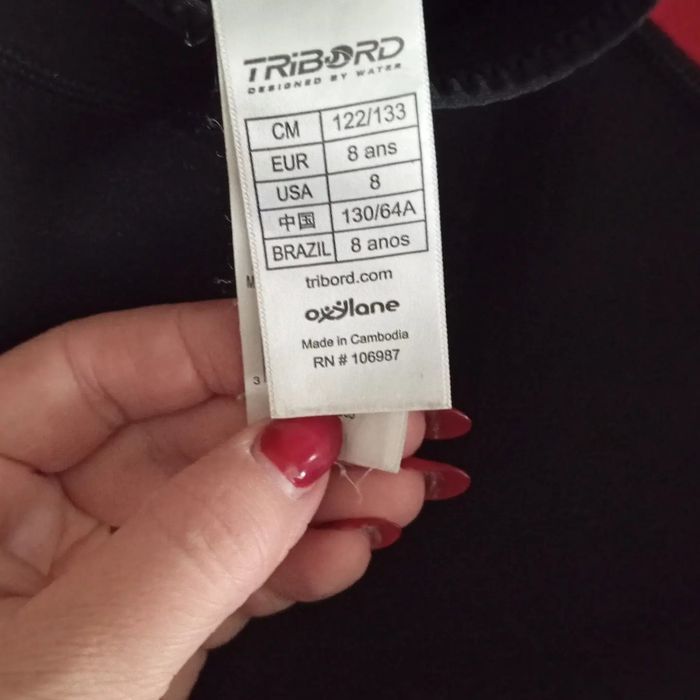 TRiBORD
DESIGNED BY WATER
CM 122/133
EUR 8 ans
USA 8
中国 130/64A
BRAZIL 8 anos
tribord.com
oxylane
Made in Cambodia
RN # 106987
M
3